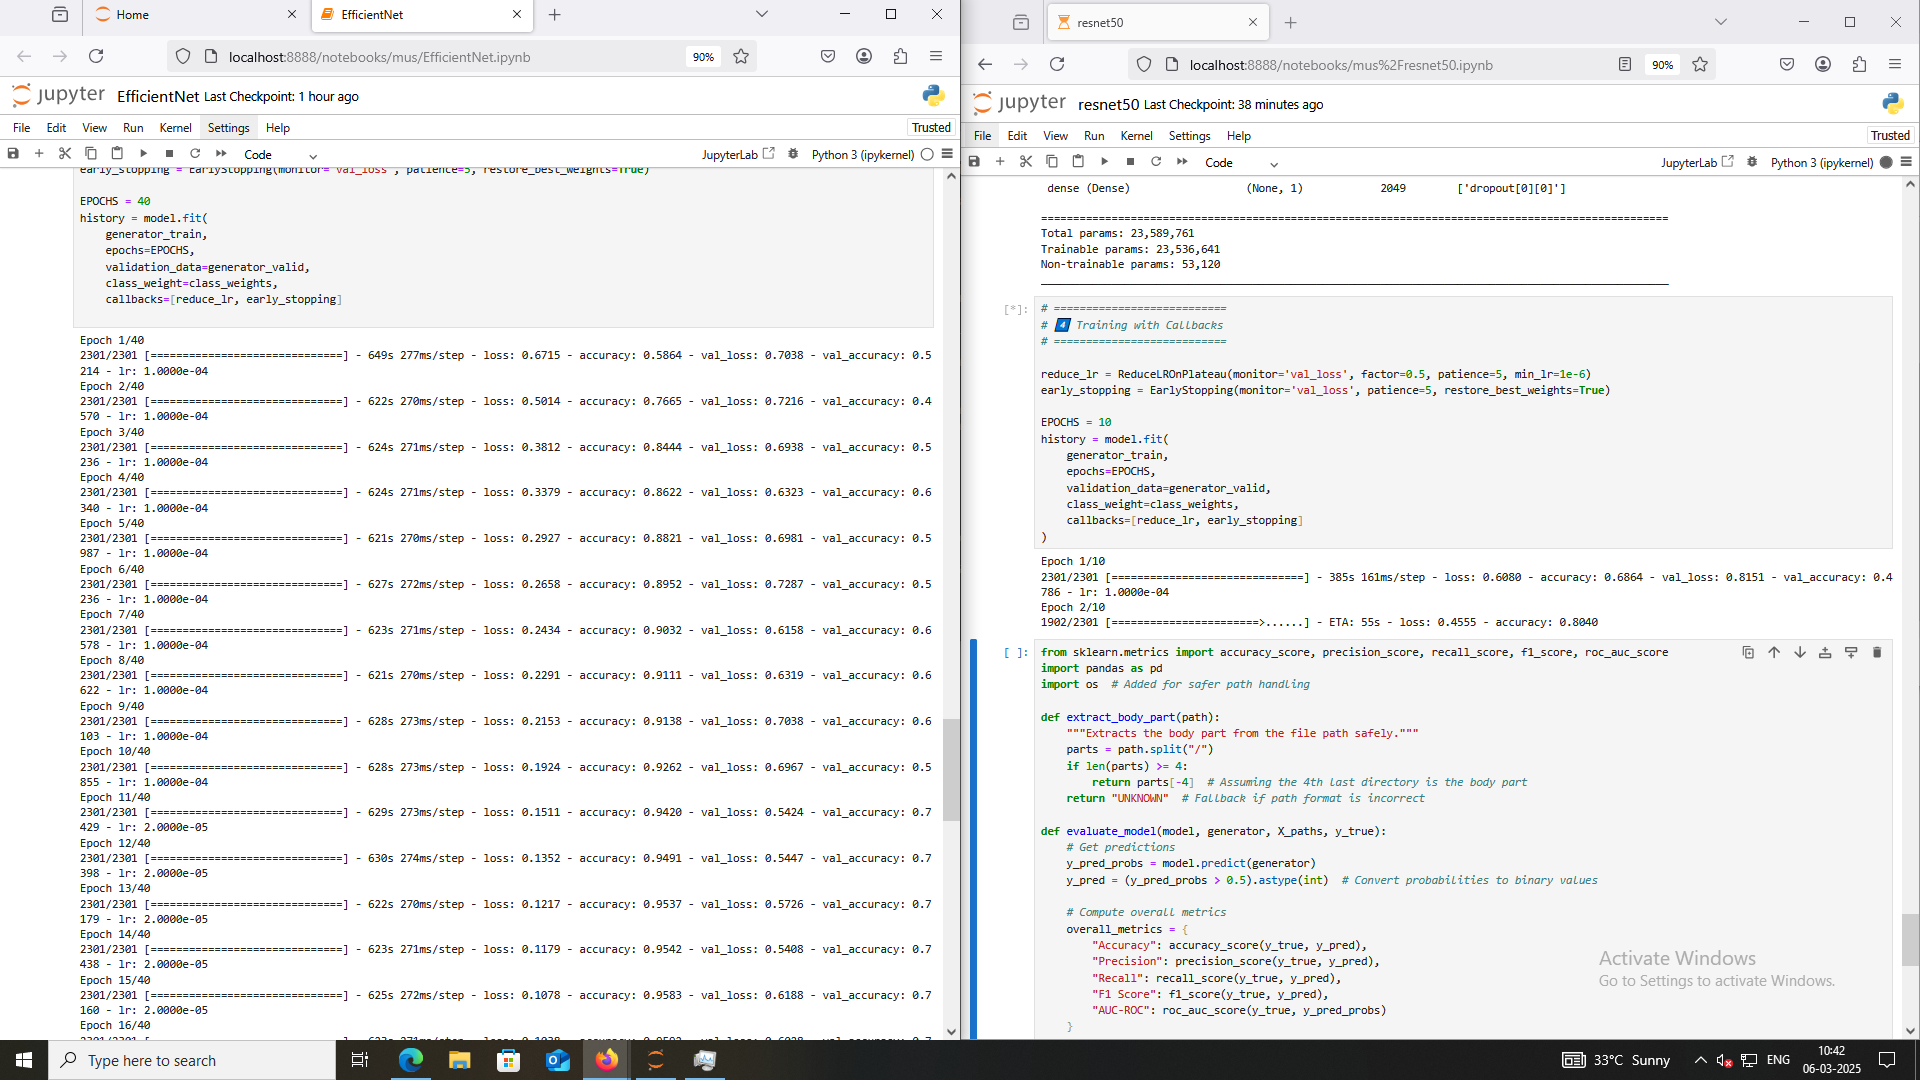 Home
EfficientNet
localhost:8888/notebooks/mus/EfficientNet.ipynb
90%
jupyter EfficientNet Last Checkpoint: 1 hour ago
File Edit View Run Kernel Settings Help
Trusted
Code
JupyterLab
Python 3 (ipykernel)
early_stopping = EarlyStopping(monitor='val_loss', patience=5, restore_best_weights=True)
EPOCHS = 40
history = model.fit(
generator_train,
epochs=EPOCHS,
validation_data=generator_valid,
class_weight=class_weights,
callbacks=[reduce_lr, early_stopping]
Epoch 1/40
2301/2301 [==============================] - 649s 277ms/step - loss: 0.6715 - accuracy: 0.5864 - val_loss: 0.7038 - val_accuracy: 0.5
214 - lr: 1.0000e-04
Epoch 2/40
2301/2301 [==============================] - 622s 270ms/step - loss: 0.5014 - accuracy: 0.7665 - val_loss: 0.7216 - val_accuracy: 0.4
570 - lr: 1.0000e-04
Epoch 3/40
2301/2301 [==============================] - 624s 271ms/step - loss: 0.3812 - accuracy: 0.8444 - val_loss: 0.6938 - val_accuracy: 0.5
236 - lr: 1.0000e-04
Epoch 4/40
2301/2301 [==============================] - 624s 271ms/step - loss: 0.3379 - accuracy: 0.8622 - val_loss: 0.6323 - val_accuracy: 0.6
340 - lr: 1.0000e-04
Epoch 5/40
2301/2301 [==============================] - 621s 270ms/step - loss: 0.2927 - accuracy: 0.8821 - val_loss: 0.6981 - val_accuracy: 0.5
987 - lr: 1.0000e-04
Epoch 6/40
2301/2301 [==============================] - 627s 272ms/step - loss: 0.2658 - accuracy: 0.8952 - val_loss: 0.7287 - val_accuracy: 0.5
236 - lr: 1.0000e-04
Epoch 7/40
2301/2301 [==============================] - 623s 271ms/step - loss: 0.2434 - accuracy: 0.9032 - val_loss: 0.6158 - val_accuracy: 0.6
578 - lr: 1.0000e-04
Epoch 8/40
2301/2301 [==============================] - 621s 270ms/step - loss: 0.2291 - accuracy: 0.9111 - val_loss: 0.6319 - val_accuracy: 0.6
622 - lr: 1.0000e-04
Epoch 9/40
2301/2301 [==============================] - 628s 273ms/step - loss: 0.2153 - accuracy: 0.9138 - val_loss: 0.7038 - val_accuracy: 0.6
103 - lr: 1.0000e-04
Epoch 10/40
2301/2301 [==============================] - 628s 273ms/step - loss: 0.1924 - accuracy: 0.9262 - val_loss: 0.6967 - val_accuracy: 0.5
855 - lr: 1.0000e-04
Epoch 11/40
2301/2301 [==============================] - 629s 273ms/step - loss: 0.1511 - accuracy: 0.9420 - val_loss: 0.5424 - val_accuracy: 0.7
429 - lr: 2.0000e-05
Epoch 12/40
2301/2301 [==============================] - 630s 274ms/step - loss: 0.1352 - accuracy: 0.9491 - val_loss: 0.5447 - val_accuracy: 0.7
398 - lr: 2.0000e-05
Epoch 13/40
2301/2301 [==============================] - 622s 270ms/step - loss: 0.1217 - accuracy: 0.9537 - val_loss: 0.5726 - val_accuracy: 0.7
179 - lr: 2.0000e-05
Epoch 14/40
2301/2301 [==============================] - 623s 271ms/step - loss: 0.1179 - accuracy: 0.9542 - val_loss: 0.5408 - val_accuracy: 0.7
438 - lr: 2.0000e-05
Epoch 15/40
2301/2301 [==============================] - 625s 272ms/step - loss: 0.1078 - accuracy: 0.9583 - val_loss: 0.6188 - val_accuracy: 0.7
160 - lr: 2.0000e-05
Epoch 16/40
resnet50
localhost:8888/notebooks/mus%2Fresnet50.ipynb
90%
jupyter resnet50 Last Checkpoint: 38 minutes ago
File Edit View Run Kernel Settings Help
Trusted
Code
JupyterLab
Python 3 (ipykernel)
dense (Dense) (None, 1) 2049 ['dropout[0][0]']
==================================================================================================
Total params: 23,589,761
Trainable params: 23,536,641
Non-trainable params: 53,120
__________________________________________________________________________________________________
[*]:
# ===========================
# 4 Training with Callbacks
# ===========================
reduce_lr = ReduceLROnPlateau(monitor='val_loss', factor=0.5, patience=5, min_lr=1e-6)
early_stopping = EarlyStopping(monitor='val_loss', patience=5, restore_best_weights=True)
EPOCHS = 10
history = model.fit(
generator_train,
epochs=EPOCHS,
validation_data=generator_valid,
class_weight=class_weights,
callbacks=[reduce_lr, early_stopping]
)
Epoch 1/10
2301/2301 [==============================] - 385s 161ms/step - loss: 0.6080 - accuracy: 0.6864 - val_loss: 0.8151 - val_accuracy: 0.4
786 - lr: 1.0000e-04
Epoch 2/10
1902/2301 [=======================>......] - ETA: 55s - loss: 0.4555 - accuracy: 0.8040
[ ]:
from sklearn.metrics import accuracy_score, precision_score, recall_score, f1_score, roc_auc_score
import pandas as pd
import os # Added for safer path handling
def extract_body_part(path):
"""Extracts the body part from the file path safely."""
parts = path.split("/")
if len(parts) >= 4:
return parts[-4] # Assuming the 4th last directory is the body part
return "UNKNOWN" # Fallback if path format is incorrect
def evaluate_model(model, generator, X_paths, y_true):
# Get predictions
y_pred_probs = model.predict(generator)
y_pred = (y_pred_probs > 0.5).astype(int) # Convert probabilities to binary values
# Compute overall metrics
overall_metrics = {
"Accuracy": accuracy_score(y_true, y_pred),
"Precision": precision_score(y_true, y_pred),
"Recall": recall_score(y_true, y_pred),
"F1 Score": f1_score(y_true, y_pred),
"AUC-ROC": roc_auc_score(y_true, y_pred_probs)
}
Activate Windows
Go to Settings to activate Windows.
Type here to search
33°C Sunny
ENG
10:42
06-03-2025